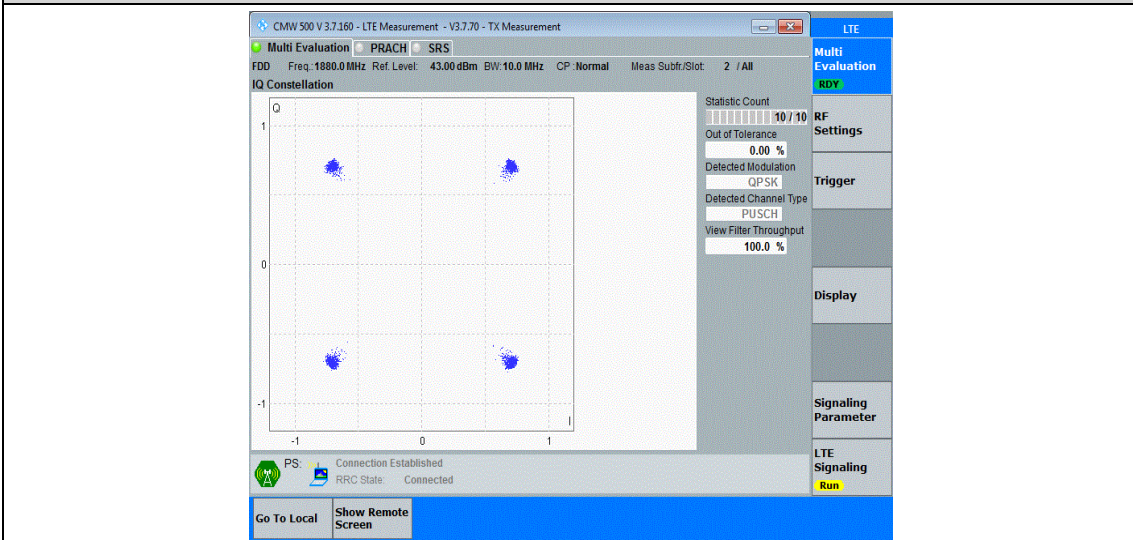 CMW 500 V 3.7.160 - LTE Measurement - V3.7.70 - TX Measurement
LTE
Multi Evaluation PRACH SRS
Multi
Evaluation
RDY
FDD Freq.:1880.0 MHz Ref. Level: 43.00 dBm BW:10.0 MHz CP :Normal Meas Subfr./Slot: 2 / All
IQ Constellation
Q
1
0
-1
-1 0 1
I
Statistic Count
10 / 10
Out of Tolerance
0.00 %
Detected Modulation
QPSK
Detected Channel Type
PUSCH
View Filter Throughput
100.0 %
RF
Settings
Trigger
Display
Signaling
Parameter
LTE
Signaling
Run
PS: Connection Established
RRC State: Connected
Go To Local
Show Remote
Screen